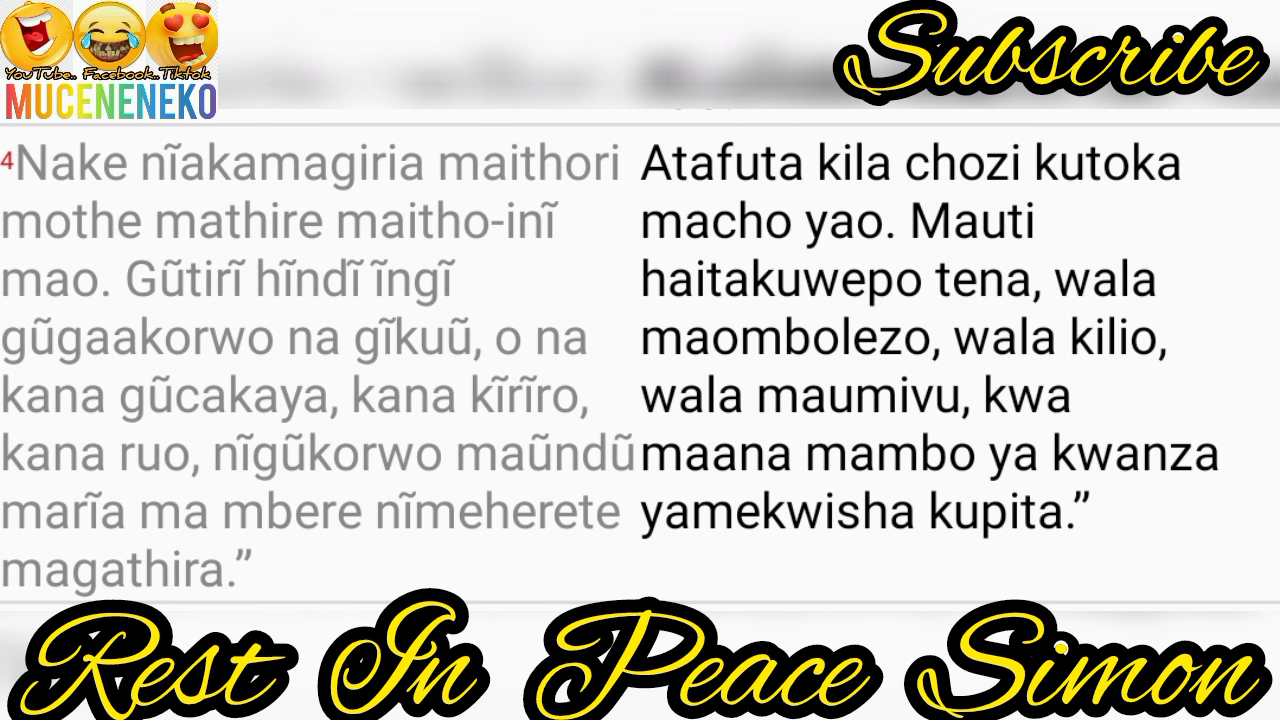 YouTube.. Facebook..Tiktok
MUCENENEKO
Subscribe
4Nake nĩakamagiria maithori
mothe mathire maitho-inĩ
mao. Gũtirĩ hĩndĩ ĩngĩ
gũgaakorwo na gĩkuũ, o na
kana gũcakaya, kana kĩrĩro,
kana ruo, nĩgũkorwo maũndũ
marĩa ma mbere nĩmeherete
magathira.”
Atafuta kila chozi kutoka
macho yao. Mauti
haitakuwepo tena, wala
maombolezo, wala kilio,
wala maumivu, kwa
maana mambo ya kwanza
yamekwisha kupita.”
Rest In Peace Simon